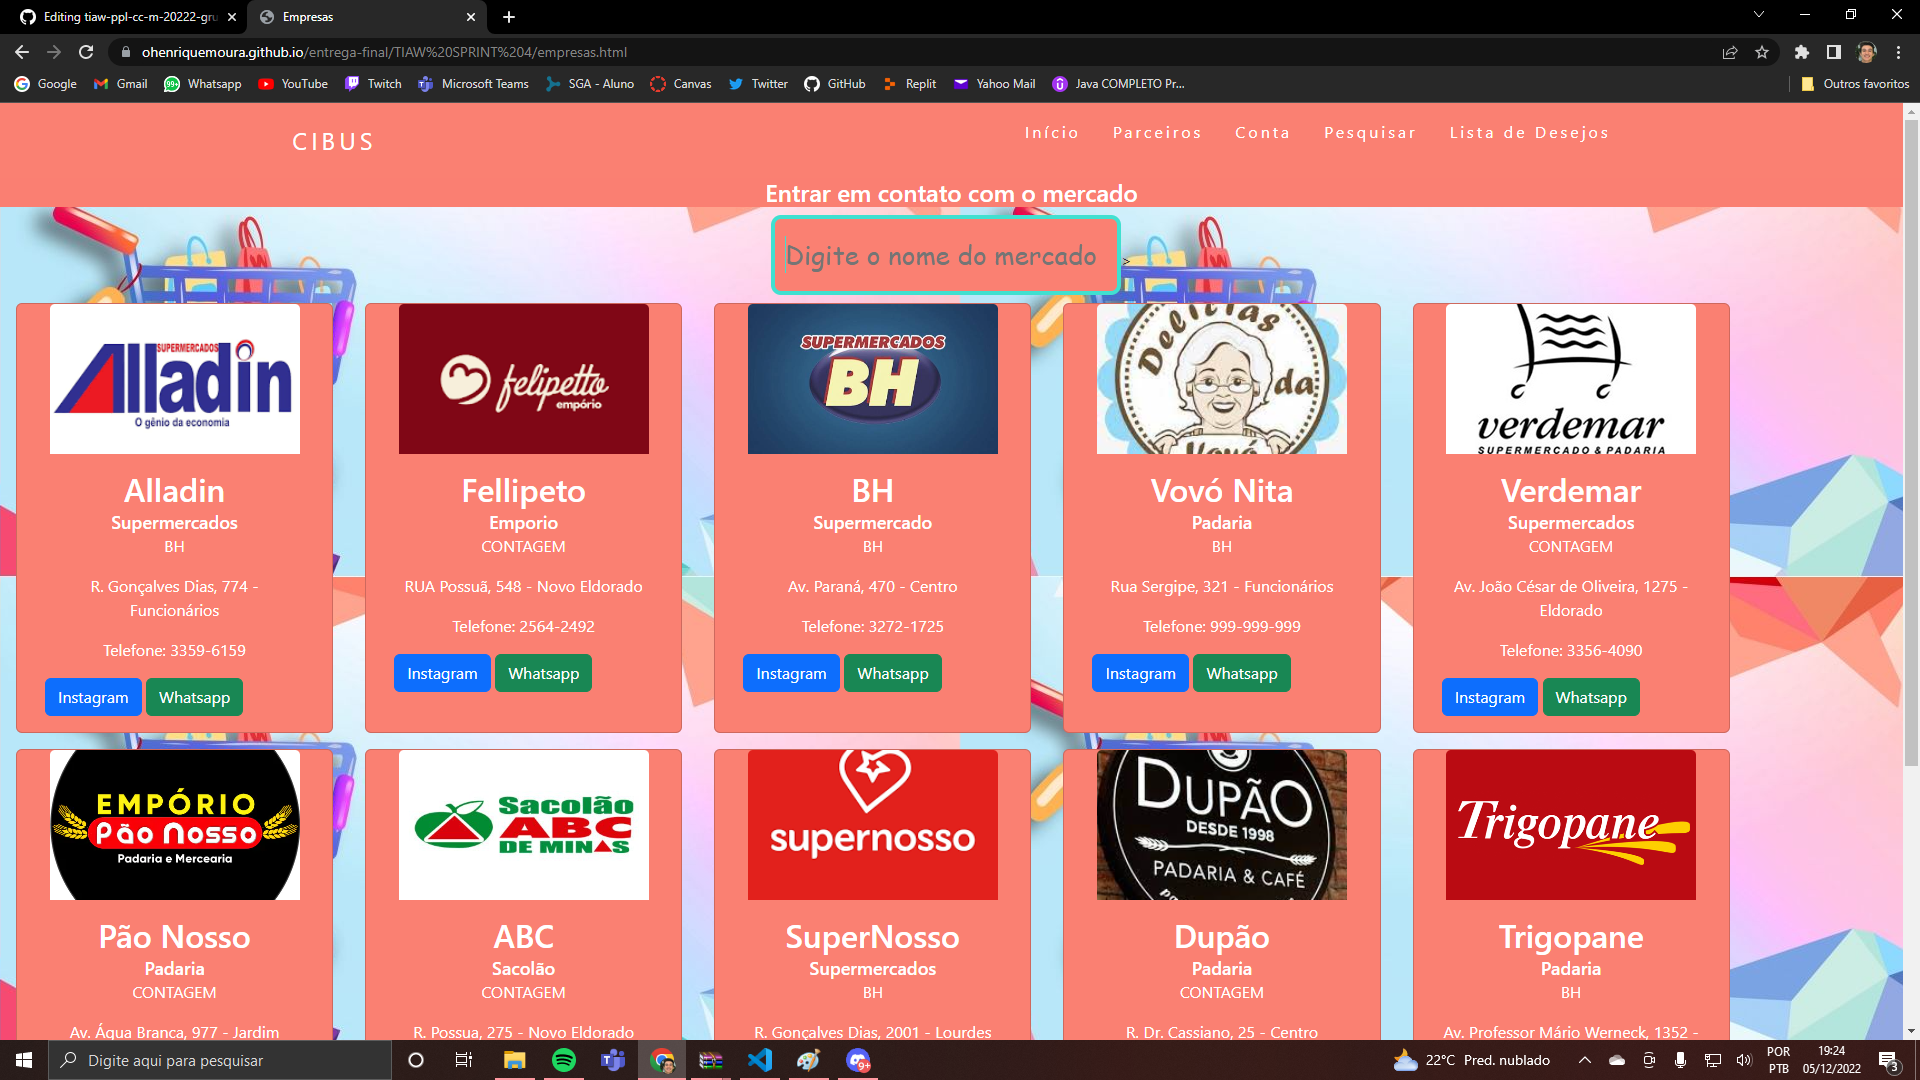 Editing tiaw-ppl-cc-m-20222-gru
Empresas
ohenriquemoura.github.io/entrega-final/TIAW%20SPRINT%204/empresas.html
Google Gmail Whatsapp YouTube Twitch Microsoft Teams SGA - Aluno Canvas Twitter GitHub Replit Yahoo Mail Java COMPLETO Pr... Outros favoritos
CIBUS
Início Parceiros Conta Pesquisar Lista de Desejos
Entrar em contato com o mercado
Digite o nome do mercado
>
SUPERMERCADOS
Alladin
O gênio da economia
Alladin
Supermercados
BH
R. Gonçalves Dias, 774 -
Funcionários
Telefone: 3359-6159
Instagram Whatsapp
felipetto
empório
Fellipeto
Emporio
CONTAGEM
RUA Possuã, 548 - Novo Eldorado
Telefone: 2564-2492
Instagram Whatsapp
SUPERMERCADOS
BH
BH
Supermercado
BH
Av. Paraná, 470 - Centro
Telefone: 3272-1725
Instagram Whatsapp
Delícias
da
Vovó
Vovó Nita
Padaria
BH
Rua Sergipe, 321 - Funcionários
Telefone: 999-999-999
Instagram Whatsapp
verdemar
SUPERMERCADO & PADARIA
Verdemar
Supermercados
CONTAGEM
Av. João César de Oliveira, 1275 -
Eldorado
Telefone: 3356-4090
Instagram Whatsapp
EMPÓRIO
Pão Nosso
Padaria e Mercearia
Pão Nosso
Padaria
CONTAGEM
Av. Água Branca, 977 - Jardim
Sacolão
ABC
DE MINAS
ABC
Sacolão
CONTAGEM
R. Possua, 275 - Novo Eldorado
supernosso
SuperNosso
Supermercados
BH
R. Gonçalves Dias, 2001 - Lourdes
DUPÃO
DESDE 1998
PADARIA & CAFÉ
Dupão
Padaria
CONTAGEM
R. Dr. Cassiano, 25 - Centro
Trigopane
Trigopane
Padaria
BH
Av. Professor Mário Werneck, 1352 -
Digite aqui para pesquisar
9+
22°C Pred. nublado
POR
PTB
19:24
05/12/2022
3